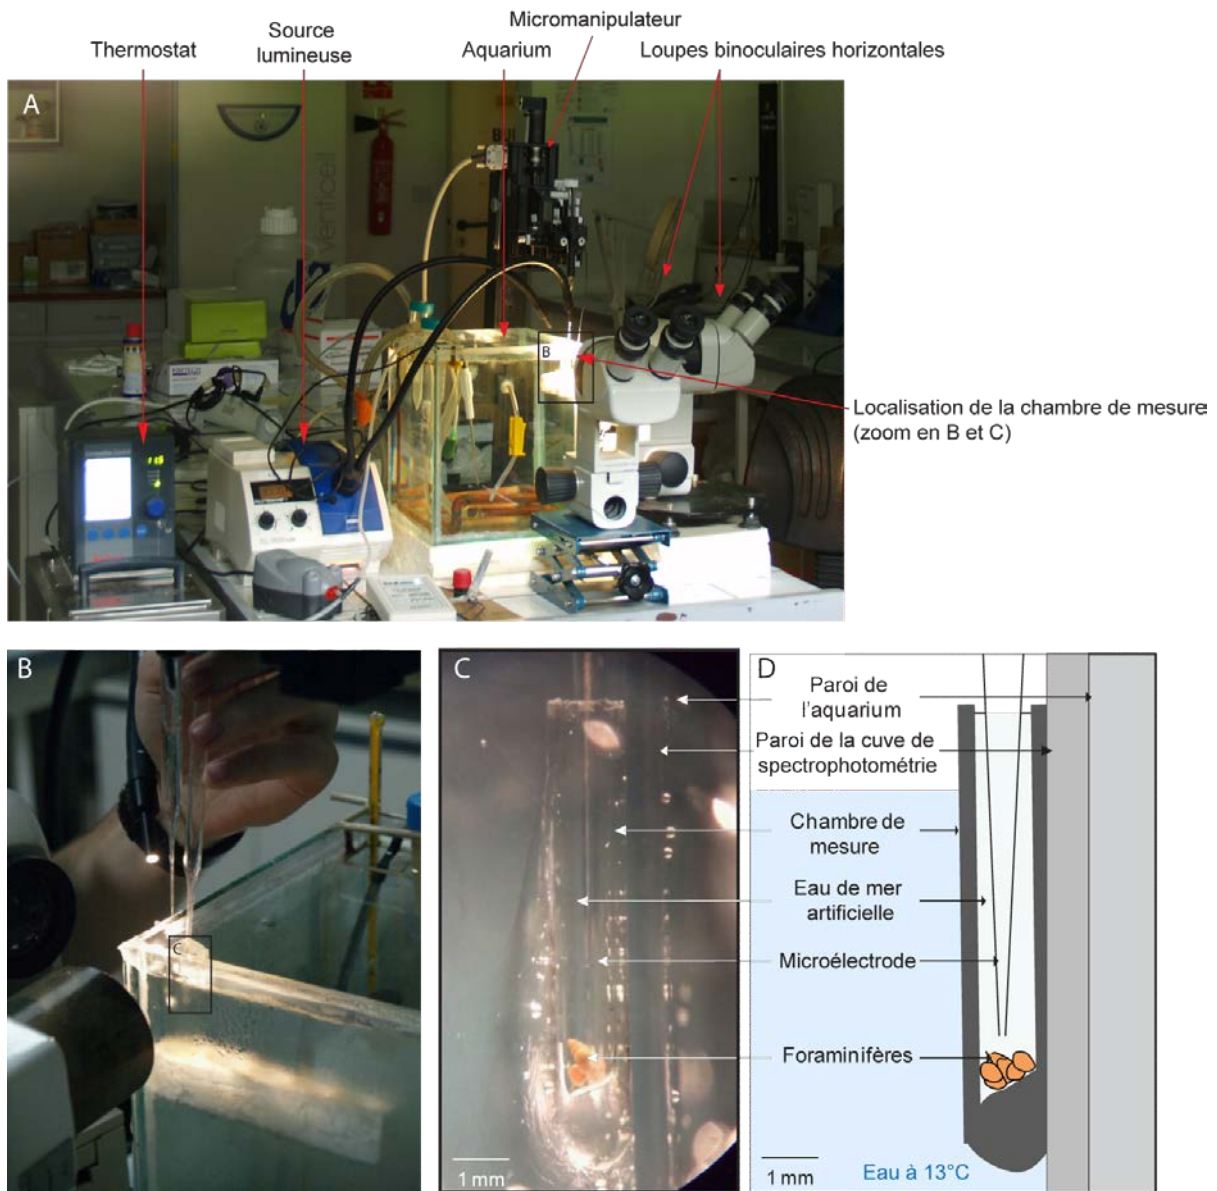 Micromanipulateur
Thermostat
Source
lumineuse
Aquarium
Loupes binoculaires horizontales
A
B
Localisation de la chambre de mesure
(zoom en B et C)
B
C
C
D
Paroi de
l'aquarium
Paroi de la cuve de
spectrophotométrie
Chambre de
mesure
Eau de mer
artificielle
Microélectrode
Foraminifères
1 mm
1 mm
Eau à 13°C